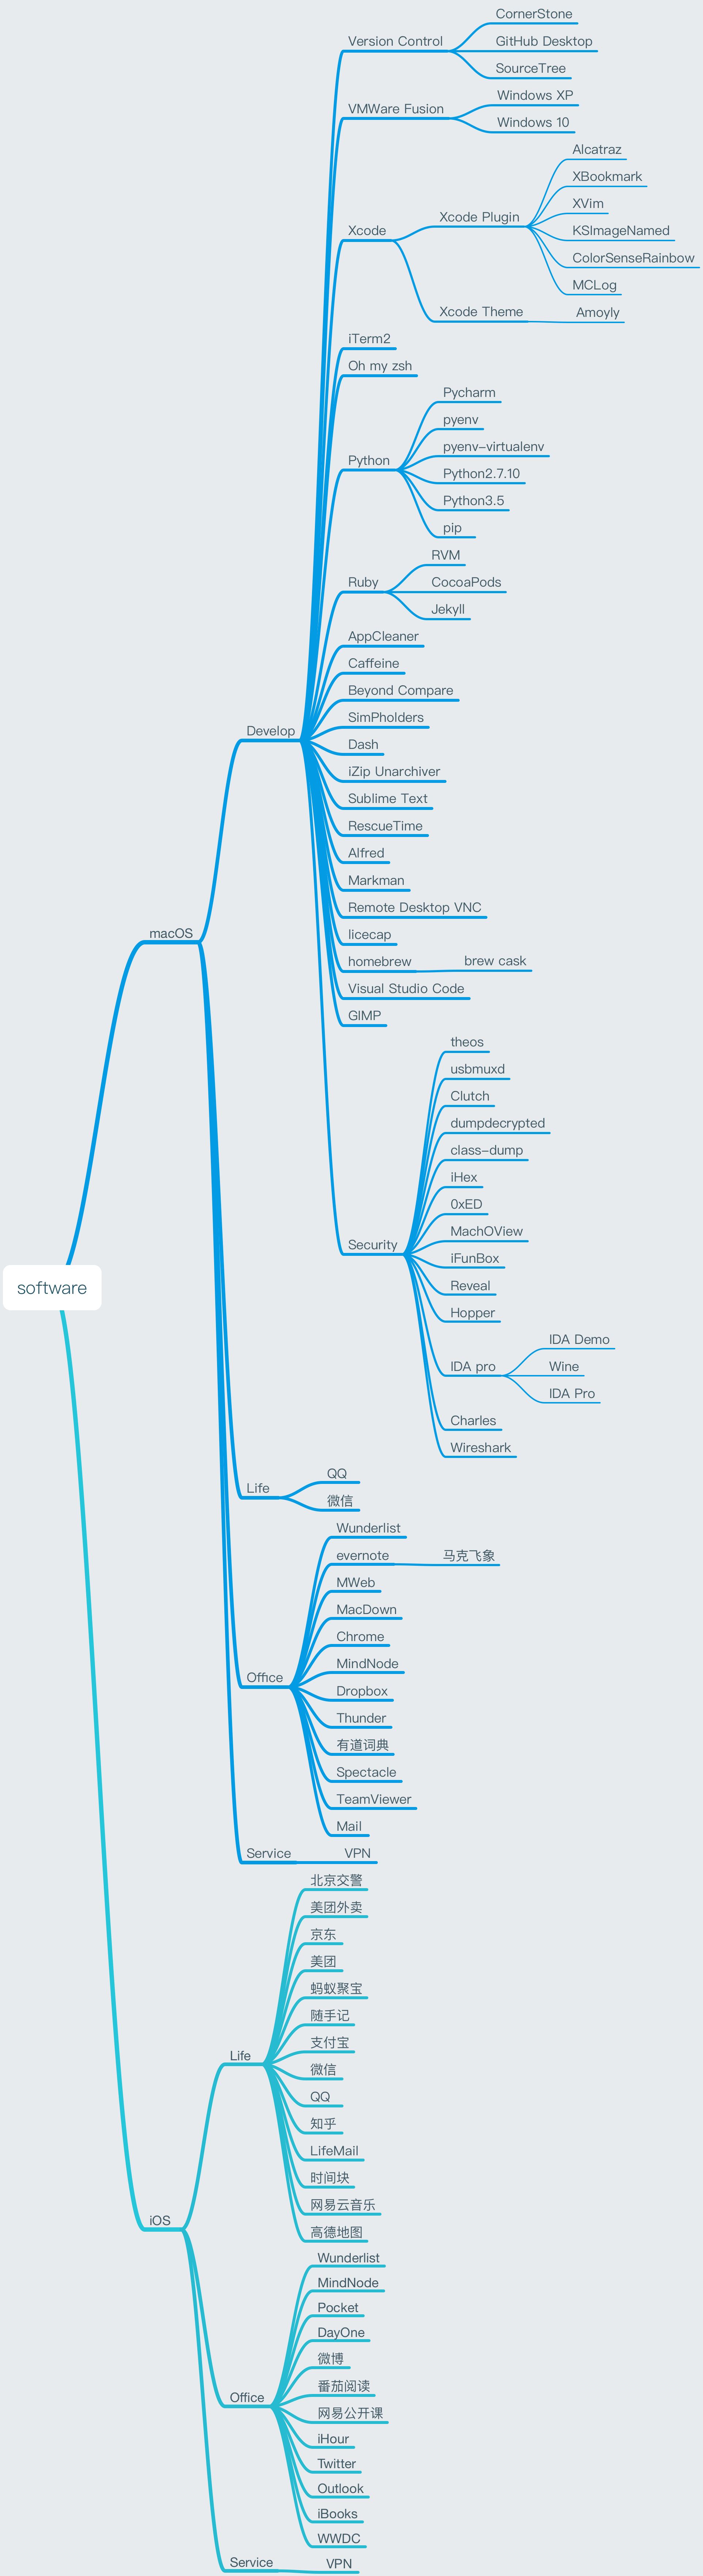 software
macOS
Develop
Version Control
CornerStone
GitHub Desktop
SourceTree
VMWare Fusion
Windows XP
Windows 10
Xcode
Xcode Plugin
Alcatraz
XBookmark
XVim
KSImageNamed
ColorSenseRainbow
MCLog
Xcode Theme
Amoyly
iTerm2
Oh my zsh
Python
Pycharm
pyenv
pyenv-virtualenv
Python2.7.10
Python3.5
pip
Ruby
RVM
CocoaPods
Jekyll
AppCleaner
Caffeine
Beyond Compare
SimPholders
Dash
iZip Unarchiver
Sublime Text
RescueTime
Alfred
Markman
Remote Desktop VNC
licecap
homebrew
brew cask
Visual Studio Code
GIMP
Security
theos
usbmuxd
Clutch
dumpdecrypted
class-dump
iHex
0xED
MachOView
iFunBox
Reveal
Hopper
IDA pro
IDA Demo
Wine
IDA Pro
Charles
Wireshark
Life
QQ
微信
Office
Wunderlist
evernote
马克飞象
MWeb
MacDown
Chrome
MindNode
Dropbox
Thunder
有道词典
Spectacle
TeamViewer
Mail
Service
VPN
iOS
Life
北京交警
美团外卖
京东
美团
蚂蚁聚宝
随手记
支付宝
微信
QQ
知乎
LifeMail
时间块
网易云音乐
高德地图
Office
Wunderlist
MindNode
Pocket
DayOne
微博
番茄阅读
网易公开课
iHour
Twitter
Outlook
iBooks
WWDC
Service
VPN